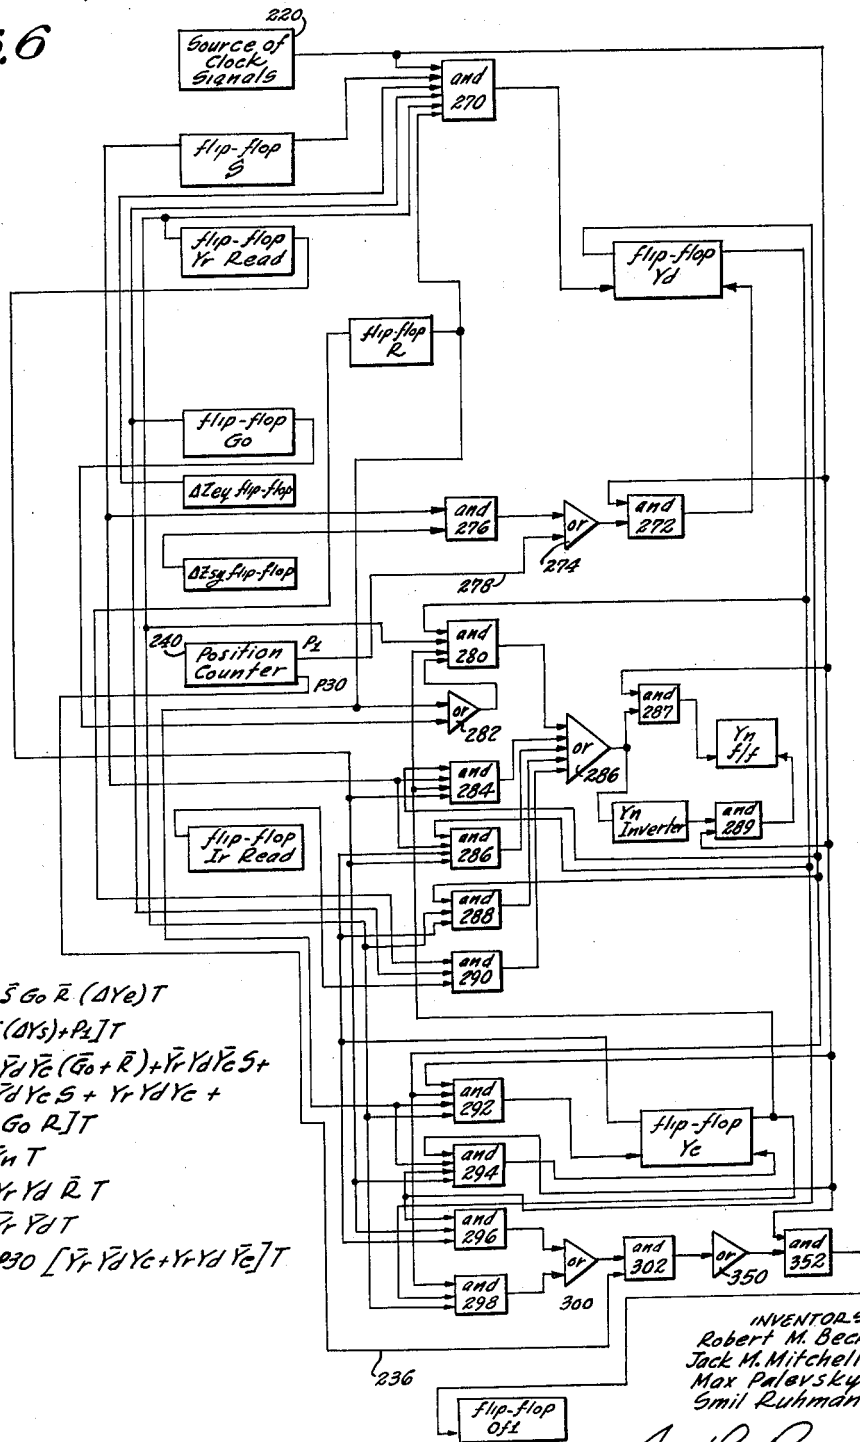 .6
220
Source of
Clock
Signals
and
270
flip-flop
S
flip-flop
Yr Read
flip-flop
Yd
flip-flop
R
flip-flop
Go
ΔZey flip-flop
and
276
or
274
and
272
ΔZsy flip-flop
278
240
Position
Counter
P1
P30
and
280
or
282
and
287
Yn
f/f
or
286
and
284
Yn
Inverter
and
289
flip-flop
Ir Read
and
286
and
288
and
290
S̄ Go R̄ (ΔYe) T
(ΔYs)+P1]T
Ȳd Ȳc (Ḡo + R̄) + Ȳr Yd Ȳc S +
Ȳd Yc S + Yr Yd Yc +
Go R]T
Yn T
Yr Yd R̄ T
Ȳr Ȳd T
P30 [Ȳr Ȳd Yc + Yr Yd Ȳc]T
and
292
flip-flop
Yc
and
294
and
296
or
300
and
302
or
350
and
352
and
298
236
flip-flop
Of1
INVENTORS
Robert M. Beck
Jack M. Mitchell
Max Palevsky
Smil Ruhman